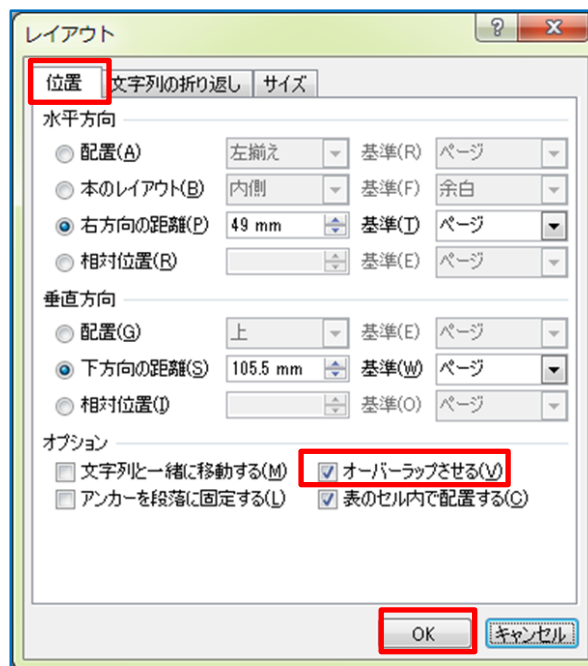 レイアウト
位置 文字列の折り返し サイズ
水平方向
配置(A) 左揃え 基準(R) ページ
本のレイアウト(B) 内側 基準(F) 余白
右方向の距離(P) 49 mm 基準(T) ページ
相対位置(R) 基準(E) ページ
垂直方向
配置(G) 上 基準(E) ページ
下方向の距離(S) 105.5 mm 基準(W) ページ
相対位置(I) 基準(O) ページ
オプション
文字列と一緒に移動する(M) オーバーラップさせる(V)
アンカーを段落に固定する(L) 表のセル内で配置する(C)
OK キャンセル